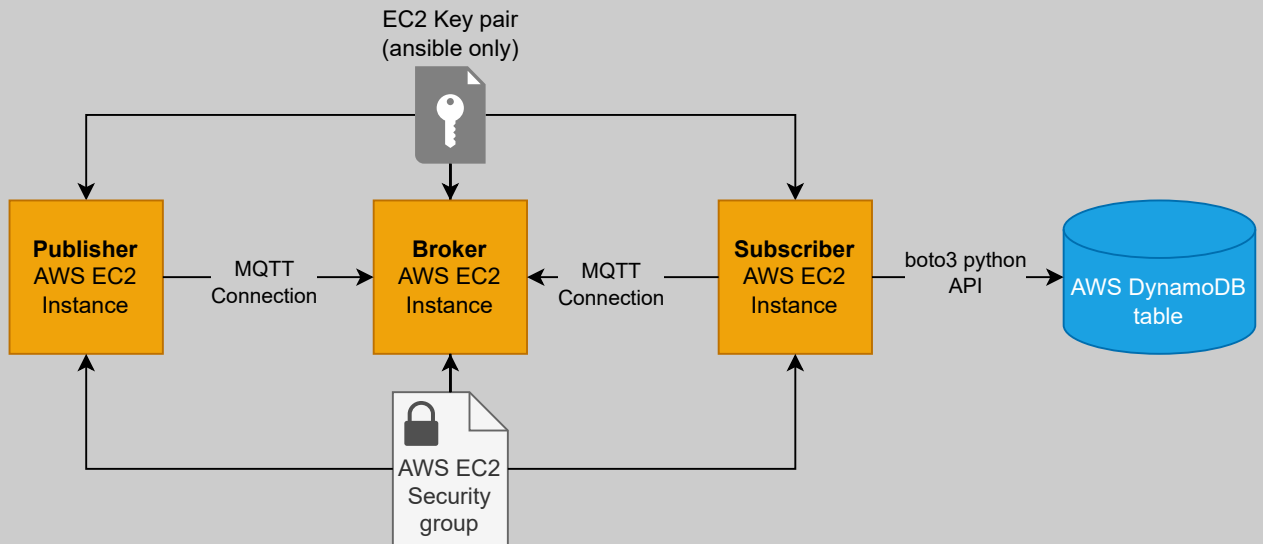 EC2 Key pair
(ansible only)
Publisher
AWS EC2
Instance
MQTT
Connection
Broker
AWS EC2
Instance
MQTT
Connection
Subscriber
AWS EC2
Instance
boto3 python
API
AWS DynamoDB
table
AWS EC2
Security
group